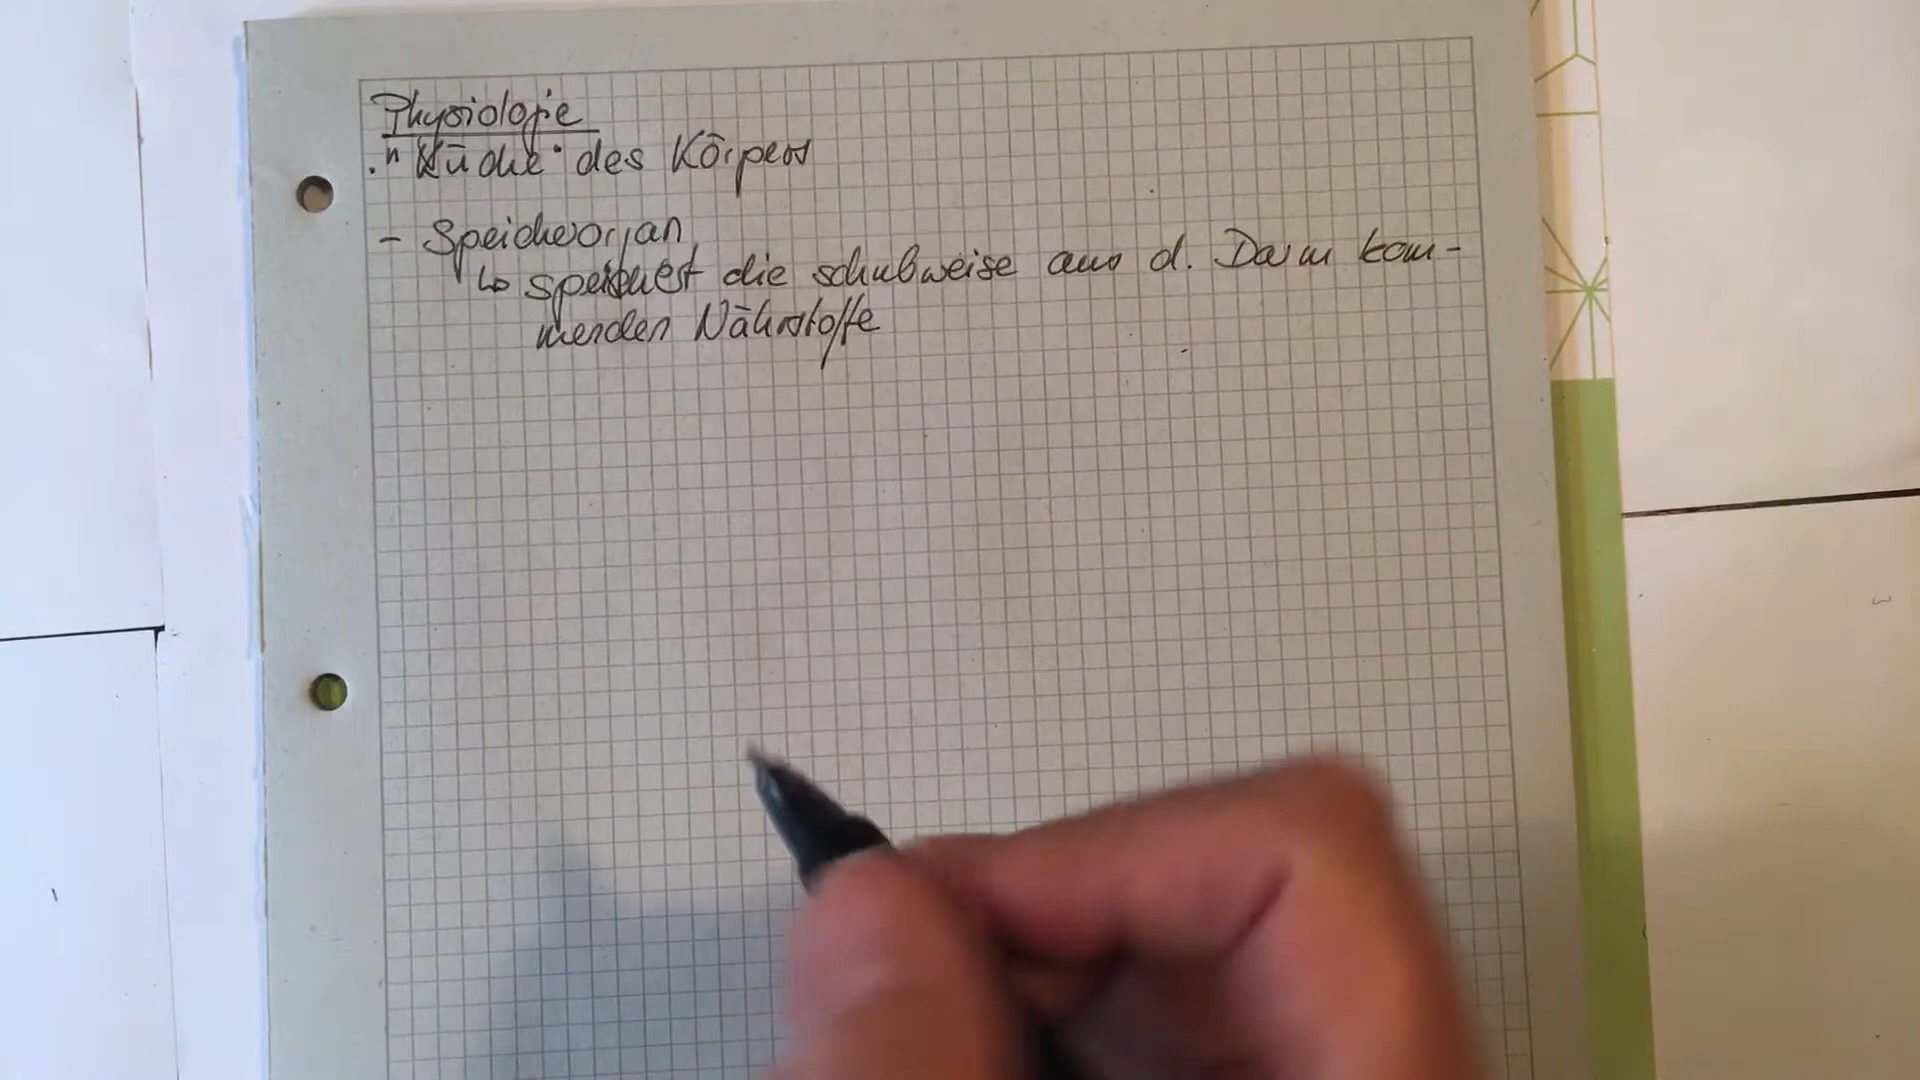 Physiologie
. "Küche" des Körpers
- Speicherorgan
↳ speichert die schubweise aus d. Darm kom-
menden Nährstoffe